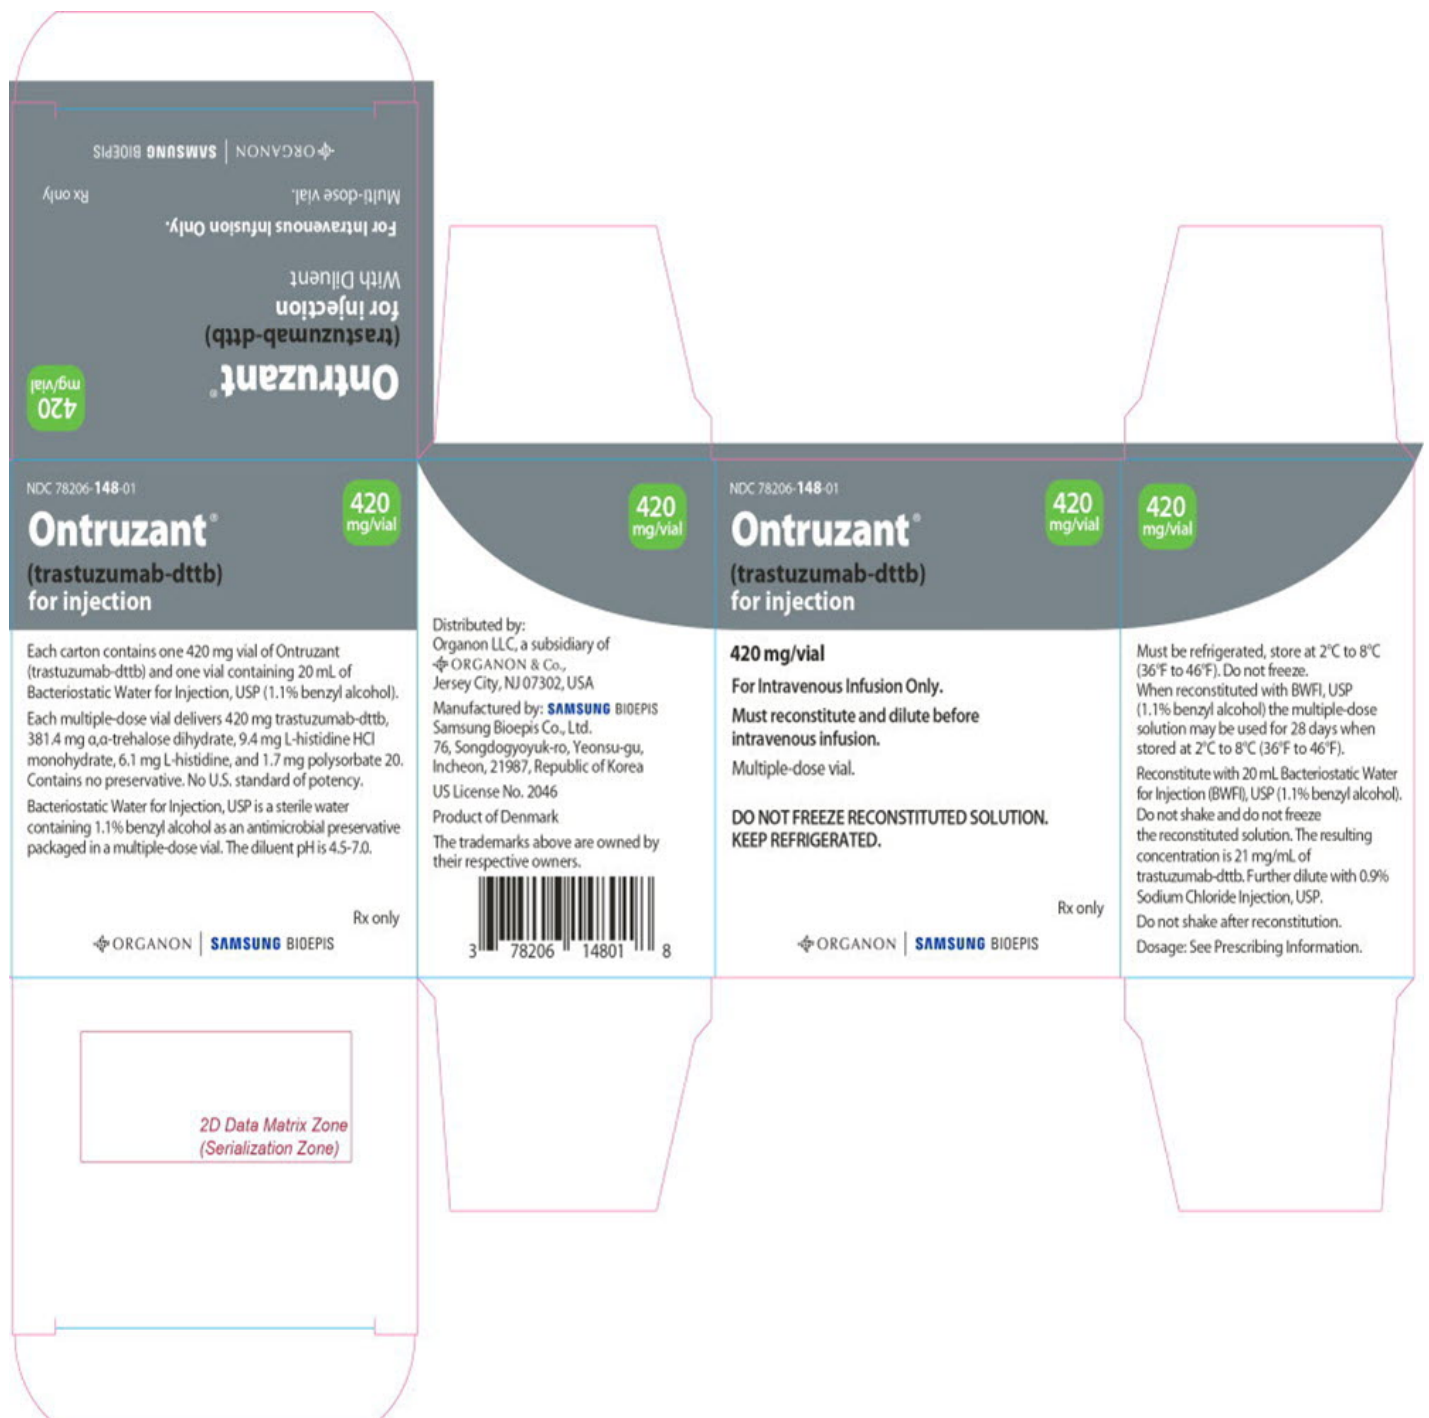 ORGANON | SAMSUNG BIOEPIS
Multi-dose vial.
Rx only
For Intravenous Infusion Only.
With Diluent
for injection
(trastuzumab-dttb)
Ontruzant®
420
mg/vial
NDC 78206-148-01
Ontruzant®
420
mg/vial
(trastuzumab-dttb)
for injection
Each carton contains one 420 mg vial of Ontruzant
(trastuzumab-dttb) and one vial containing 20 mL of
Bacteriostatic Water for Injection, USP (1.1% benzyl alcohol).
Each multiple-dose vial delivers 420 mg trastuzumab-dttb,
381.4 mg α,α-trehalose dihydrate, 9.4 mg L-histidine HCl
monohydrate, 6.1 mg L-histidine, and 1.7 mg polysorbate 20.
Contains no preservative. No U.S. standard of potency.
Bacteriostatic Water for Injection, USP is a sterile water
containing 1.1% benzyl alcohol as an antimicrobial preservative
packaged in a multiple-dose vial. The diluent pH is 4.5-7.0.
Rx only
ORGANON | SAMSUNG BIOEPIS
420
mg/vial
Distributed by:
Organon LLC, a subsidiary of
ORGANON & Co.,
Jersey City, NJ 07302, USA
Manufactured by: SAMSUNG BIOEPIS
Samsung Bioepis Co., Ltd.
76, Songdogyoyuk-ro, Yeonsu-gu,
Incheon, 21987, Republic of Korea
US License No. 2046
Product of Denmark
The trademarks above are owned by
their respective owners.
3 78206 14801 8
NDC 78206-148-01
Ontruzant®
420
mg/vial
(trastuzumab-dttb)
for injection
420 mg/vial
For Intravenous Infusion Only.
Must reconstitute and dilute before
intravenous infusion.
Multiple-dose vial.
DO NOT FREEZE RECONSTITUTED SOLUTION.
KEEP REFRIGERATED.
Rx only
ORGANON | SAMSUNG BIOEPIS
420
mg/vial
Must be refrigerated, store at 2°C to 8°C
(36°F to 46°F). Do not freeze.
When reconstituted with BWFI, USP
(1.1% benzyl alcohol) the multiple-dose
solution may be used for 28 days when
stored at 2°C to 8°C (36°F to 46°F).
Reconstitute with 20 mL Bacteriostatic Water
for Injection (BWFI), USP (1.1% benzyl alcohol).
Do not shake and do not freeze
the reconstituted solution. The resulting
concentration is 21 mg/mL of
trastuzumab-dttb. Further dilute with 0.9%
Sodium Chloride Injection, USP.
Do not shake after reconstitution.
Dosage: See Prescribing Information.
2D Data Matrix Zone
(Serialization Zone)